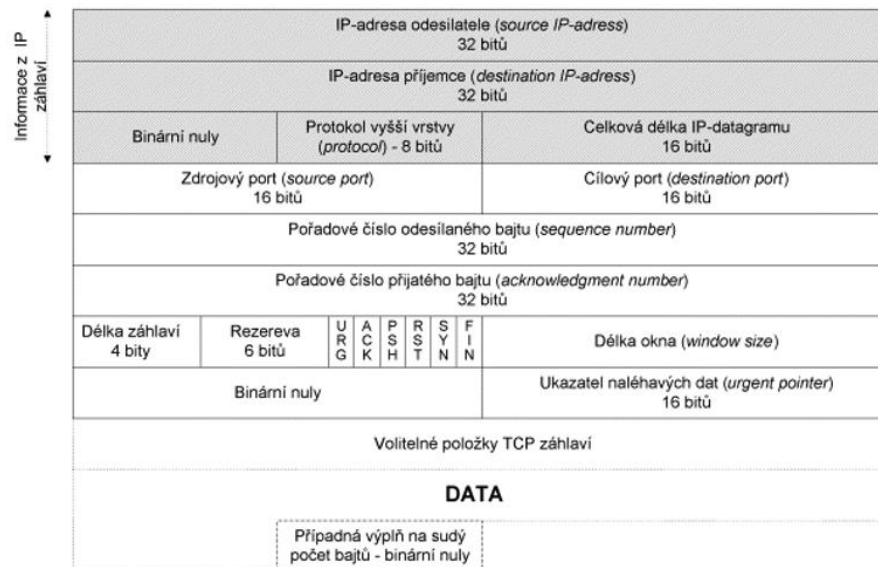 Informace z IP
záhlaví
IP-adresa odesilatele (source IP-adress)
32 bitů
IP-adresa příjemce (destination IP-adress)
32 bitů
Binární nuly
Protokol vyšší vrstvy
(protocol) - 8 bitů
Celková délka IP-datagramu
16 bitů
Zdrojový port (source port)
16 bitů
Cílový port (destination port)
16 bitů
Pořadové číslo odesílaného bajtu (sequence number)
32 bitů
Pořadové číslo přijatého bajtu (acknowledgment number)
32 bitů
Délka záhlaví
4 bity
Rezereva
6 bitů
URG
ACK
PSH
RST
SYN
FIN
Délka okna (window size)
Binární nuly
Ukazatel naléhavých dat (urgent pointer)
16 bitů
Volitelné položky TCP záhlaví
DATA
Případná výplň na sudý
počet bajtů - binární nuly